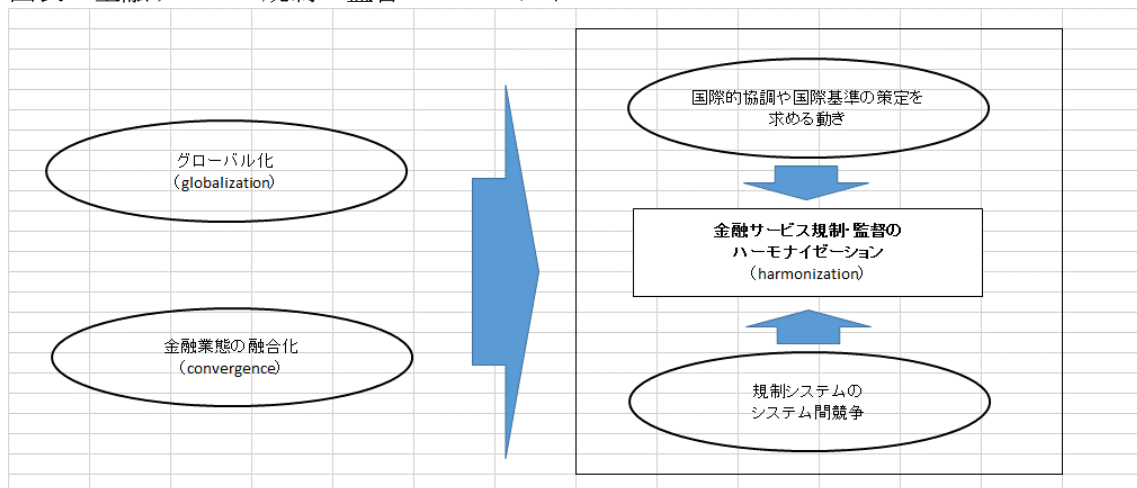 グローバル化
(globalization)
金融業態の融合化
(convergence)
国際的協調や国際基準の策定を
求める動き
金融サービス規制・監督の
ハーモナイゼーション
(harmonization)
規制システムの
システム間競争